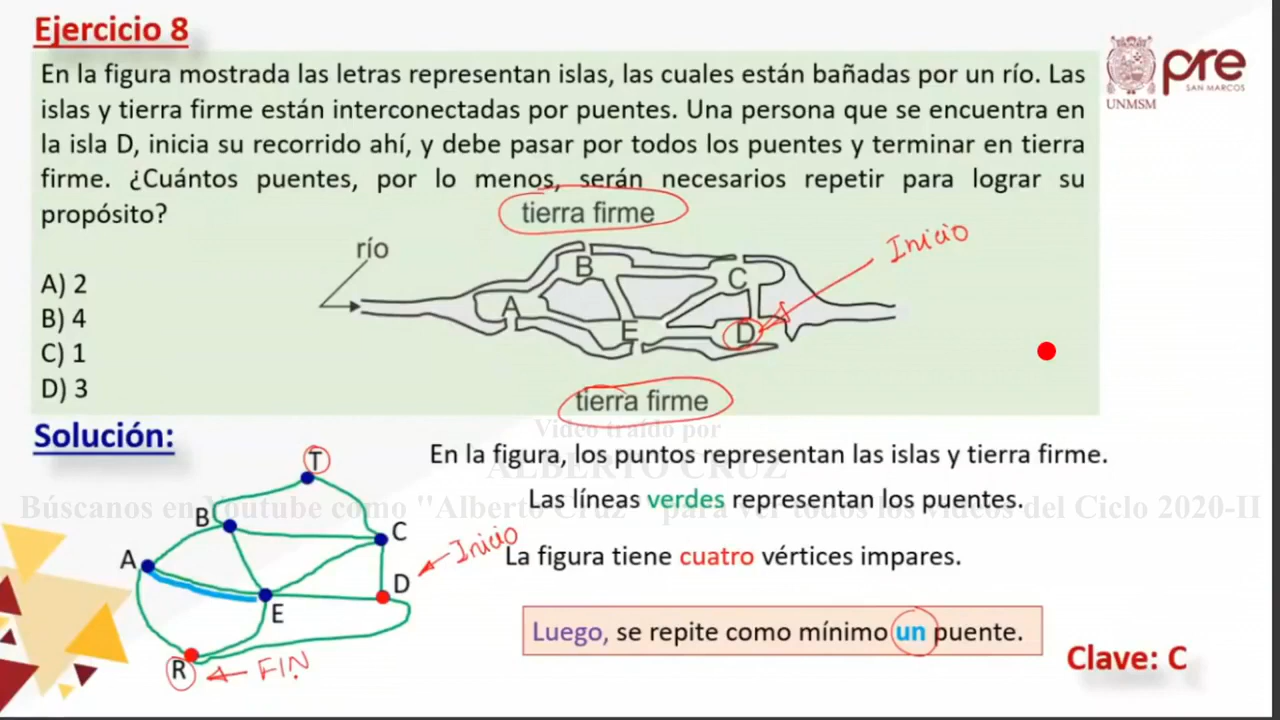 Ejercicio 8
En la figura mostrada las letras representan islas, las cuales están bañadas por un río. Las
islas y tierra firme están interconectadas por puentes. Una persona que se encuentra en
la isla D, inicia su recorrido ahí, y debe pasar por todos los puentes y terminar en tierra
firme. ¿Cuántos puentes, por lo menos, serán necesarios repetir para lograr su
propósito?
UNMSM
pre
SAN MARCOS
tierra firme
río
Inicio
A) 2
B) 4
C) 1
D) 3
B
C
A
E
D
tierra firme
Solución:
Video traído por
ALBERTO CRUZ
Búscanos en Youtube como "Alberto Cruz" para ver todos los videos del Ciclo 2020-II
En la figura, los puntos representan las islas y tierra firme.
Las líneas verdes representan los puentes.
La figura tiene cuatro vértices impares.
Luego, se repite como mínimo un puente.
Clave: C
T
B
C
Inicio
A
D
E
R
FIN